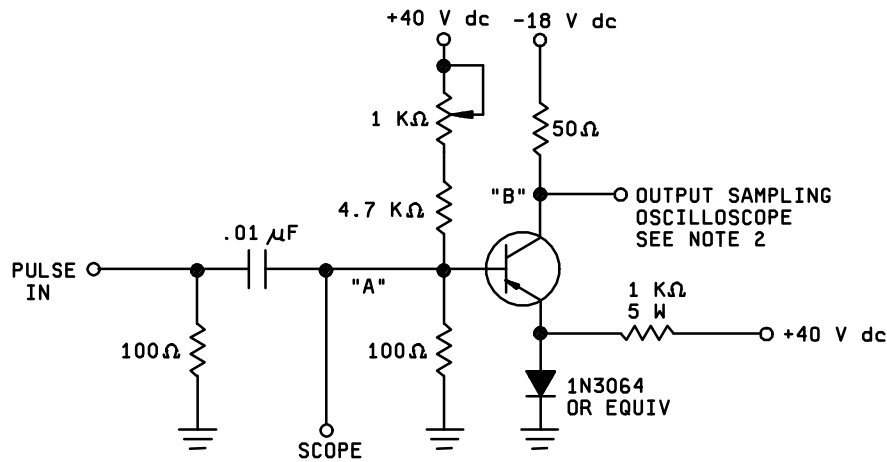 +40 V dc
-18 V dc
1 KΩ
50Ω
"B"
OUTPUT SAMPLING
OSCILLOSCOPE
SEE NOTE 2
4.7 KΩ
.01 µF
PULSE
IN
"A"
1 KΩ
5 W
+40 V dc
100Ω
100Ω
1N3064
OR EQUIV
SCOPE